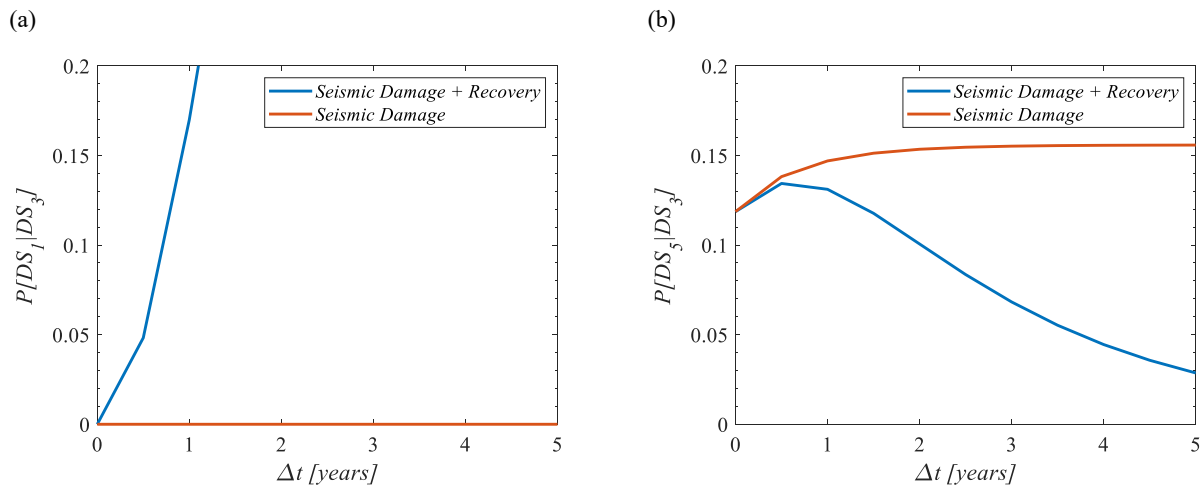 (a)
0.2
0.15
0.1
0.05
0
0 1 2 3 4 5
P[DS1|DS3]
Δt [years]
Seismic Damage + Recovery
Seismic Damage
(b)
0.2
0.15
0.1
0.05
0
0 1 2 3 4 5
P[DS5|DS3]
Δt [years]
Seismic Damage + Recovery
Seismic Damage